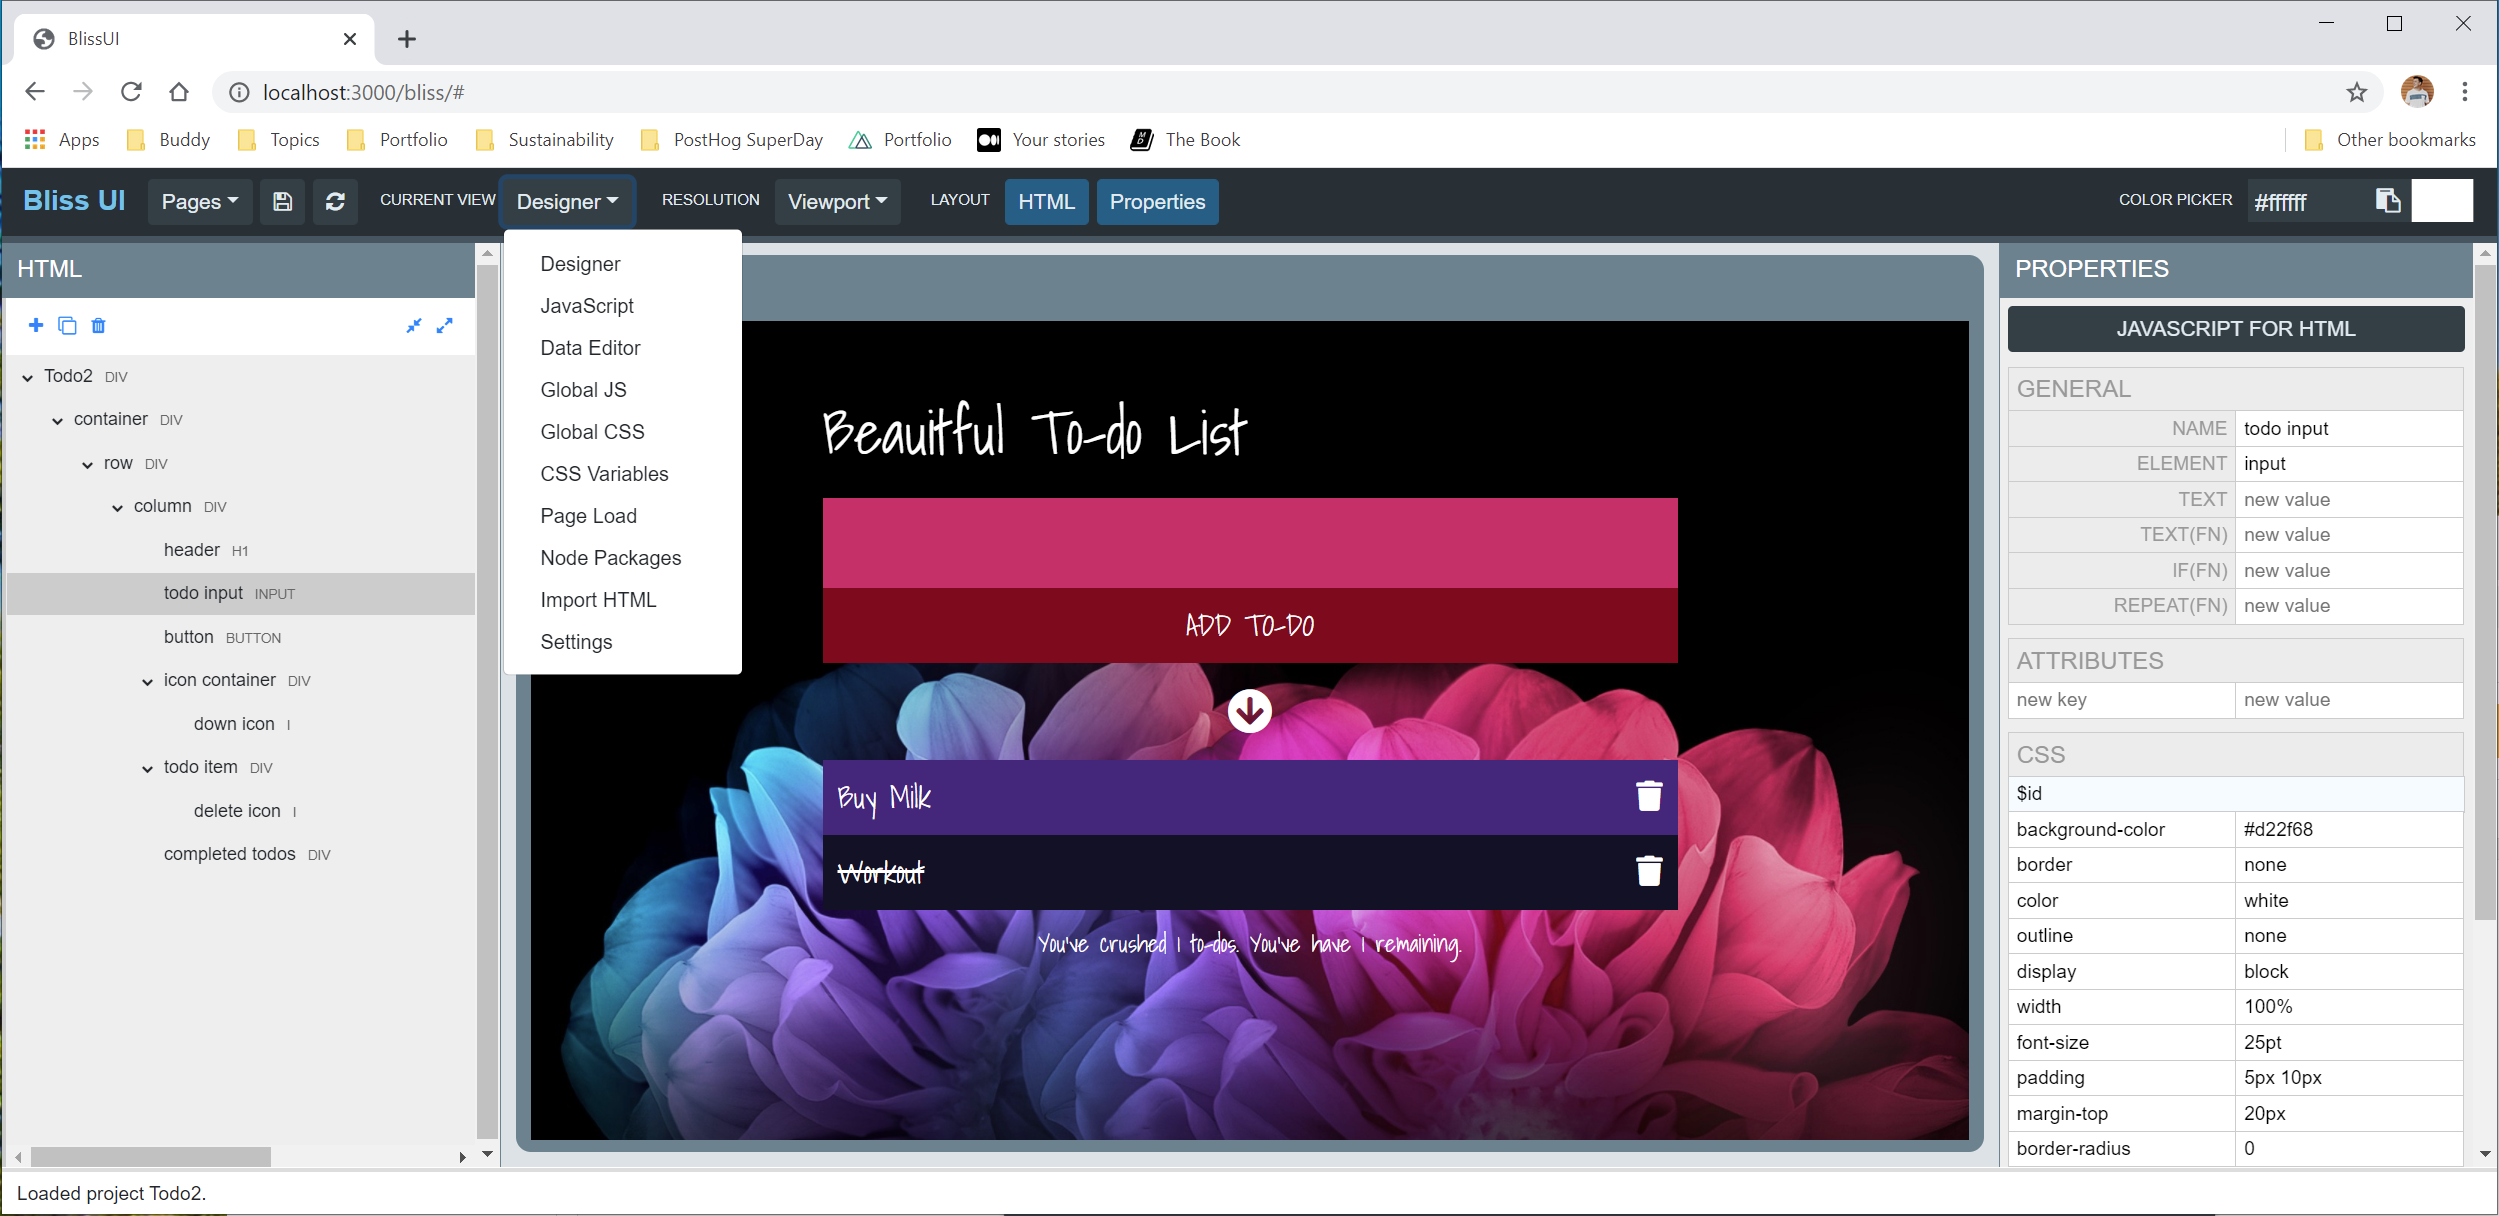 BlissUI
localhost:3000/bliss/#
Apps Buddy Topics Portfolio Sustainability PostHog SuperDay Portfolio Your stories The Book Other bookmarks
Bliss UI Pages CURRENT VIEW Designer RESOLUTION Viewport LAYOUT HTML Properties COLOR PICKER #ffffff
HTML
Todo2 DIV
container DIV
row DIV
column DIV
header H1
todo input INPUT
button BUTTON
icon container DIV
down icon I
todo item DIV
delete icon I
completed todos DIV
Designer
JavaScript
Data Editor
Global JS
Global CSS
CSS Variables
Page Load
Node Packages
Import HTML
Settings
Beauitful To-do List
ADD TO-DO
Buy Milk
Workout
You've crushed 1 to-dos. You've have 1 remaining.
PROPERTIES
JAVASCRIPT FOR HTML
GENERAL
NAME todo input
ELEMENT input
TEXT new value
TEXT(FN) new value
IF(FN) new value
REPEAT(FN) new value
ATTRIBUTES
new key new value
CSS
$id
background-color #d22f68
border none
color white
outline none
display block
width 100%
font-size 25pt
padding 5px 10px
margin-top 20px
border-radius 0
Loaded project Todo2.